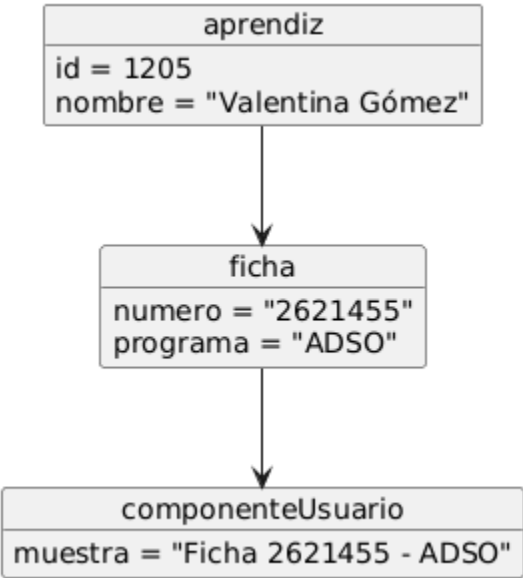 aprendiz
id = 1205
nombre = "Valentina Gómez"
ficha
numero = "2621455"
programa = "ADSO"
componenteUsuario
muestra = "Ficha 2621455 - ADSO"